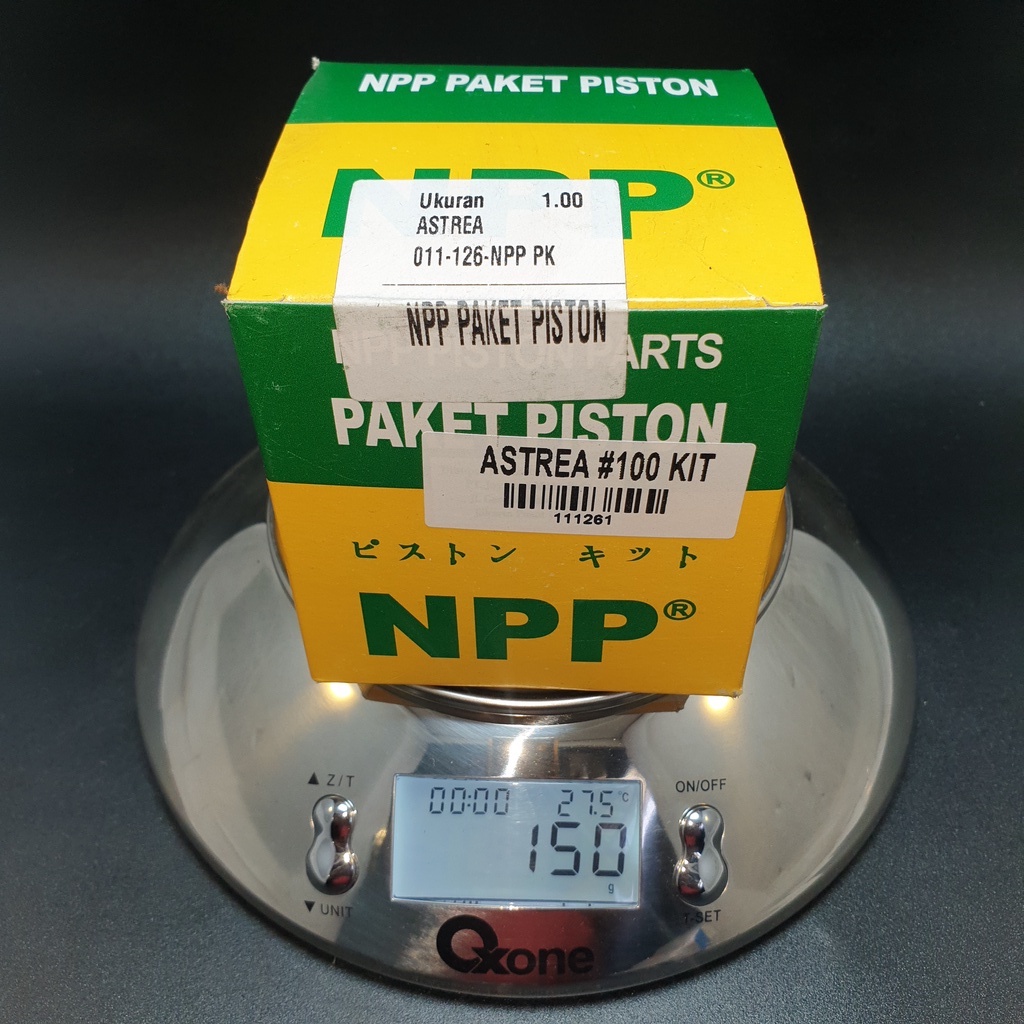 NPP PAKET PISTON
NPP®
Ukuran 1.00
ASTREA
011-126-NPP PK
NPP PAKET PISTON
NPP PISTON PARTS
PAKET PISTON
ASTREA #100 KIT
111261
ピストン キット
NPP®
▲ Z/T
ON/OFF
00:00 27.5°C
150
g
▼ UNIT
T-SET
Oxone